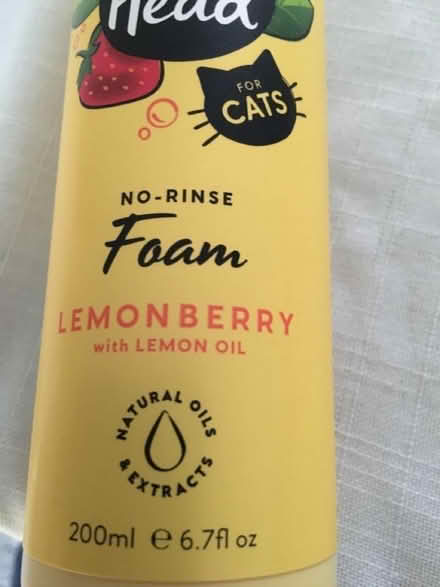 Head
FOR
CATS
NO-RINSE
Foam
LEMONBERRY
with LEMON OIL
NATURAL OILS
& EXTRACTS
200ml e 6.7fl oz